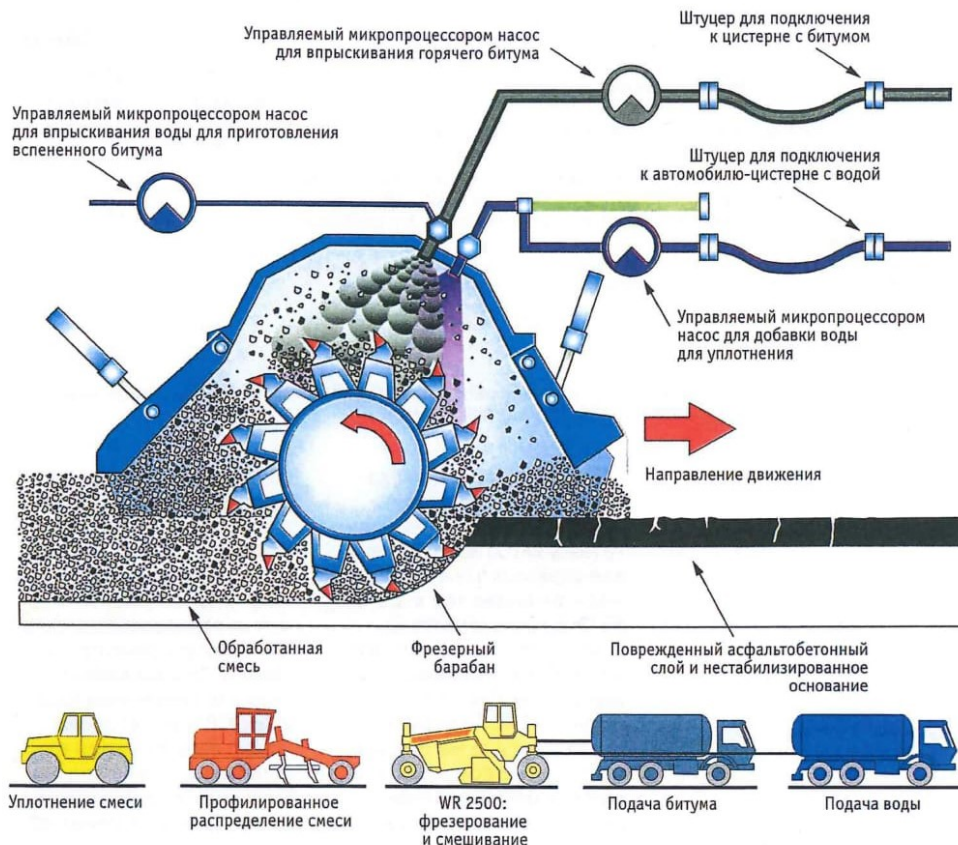 Управляемый микропроцессором насос
для впрыскивания горячего битума
Штуцер для подключения
к цистерне с битумом
Управляемый микропроцессором насос
для впрыскивания воды для приготовления
вспененного битума
Штуцер для подключения
к автомобилю-цистерне с водой
Управляемый микропроцессором
насос для добавки воды
для уплотнения
Направление движения
Обработанная
смесь
Фрезерный
барабан
Поврежденный асфальтобетонный
слой и нестабилизированное
основание
Уплотнение смеси
Профилированное
распределение смеси
WR 2500:
фрезерование
и смешивание
Подача битума
Подача воды